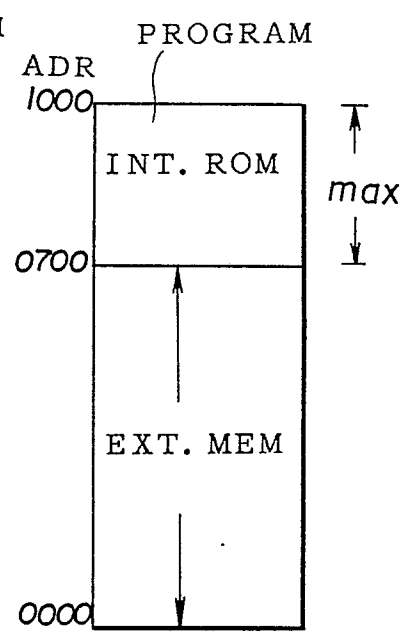 PROGRAM
ADR
1000
INT. ROM
max
0700
EXT. MEM
0000